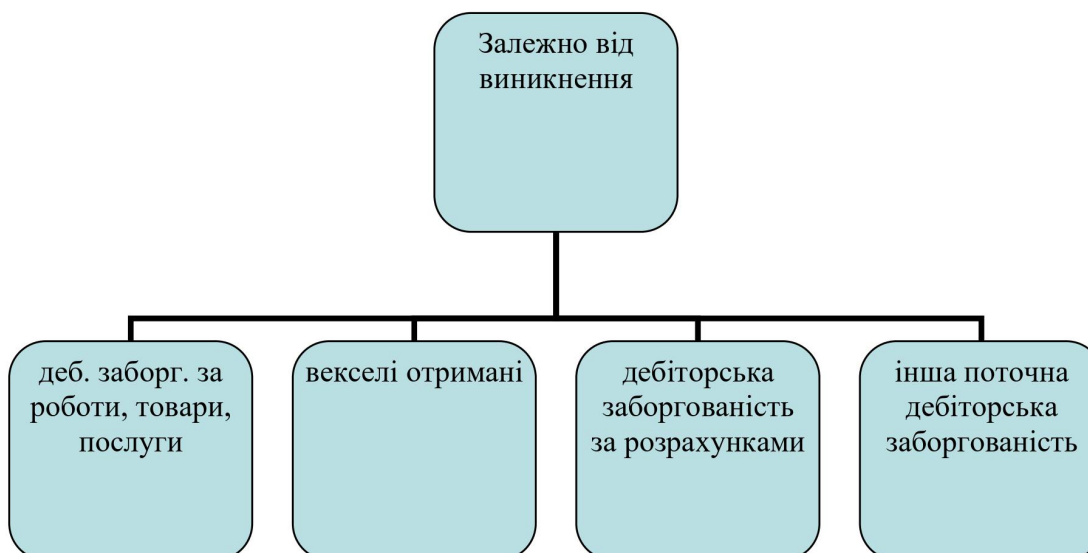 Залежно від
виникнення
деб. заборг. за
роботи, товари,
послуги
векселі отримані
дебіторська
заборгованість
за розрахунками
інша поточна
дебіторська
заборгованість